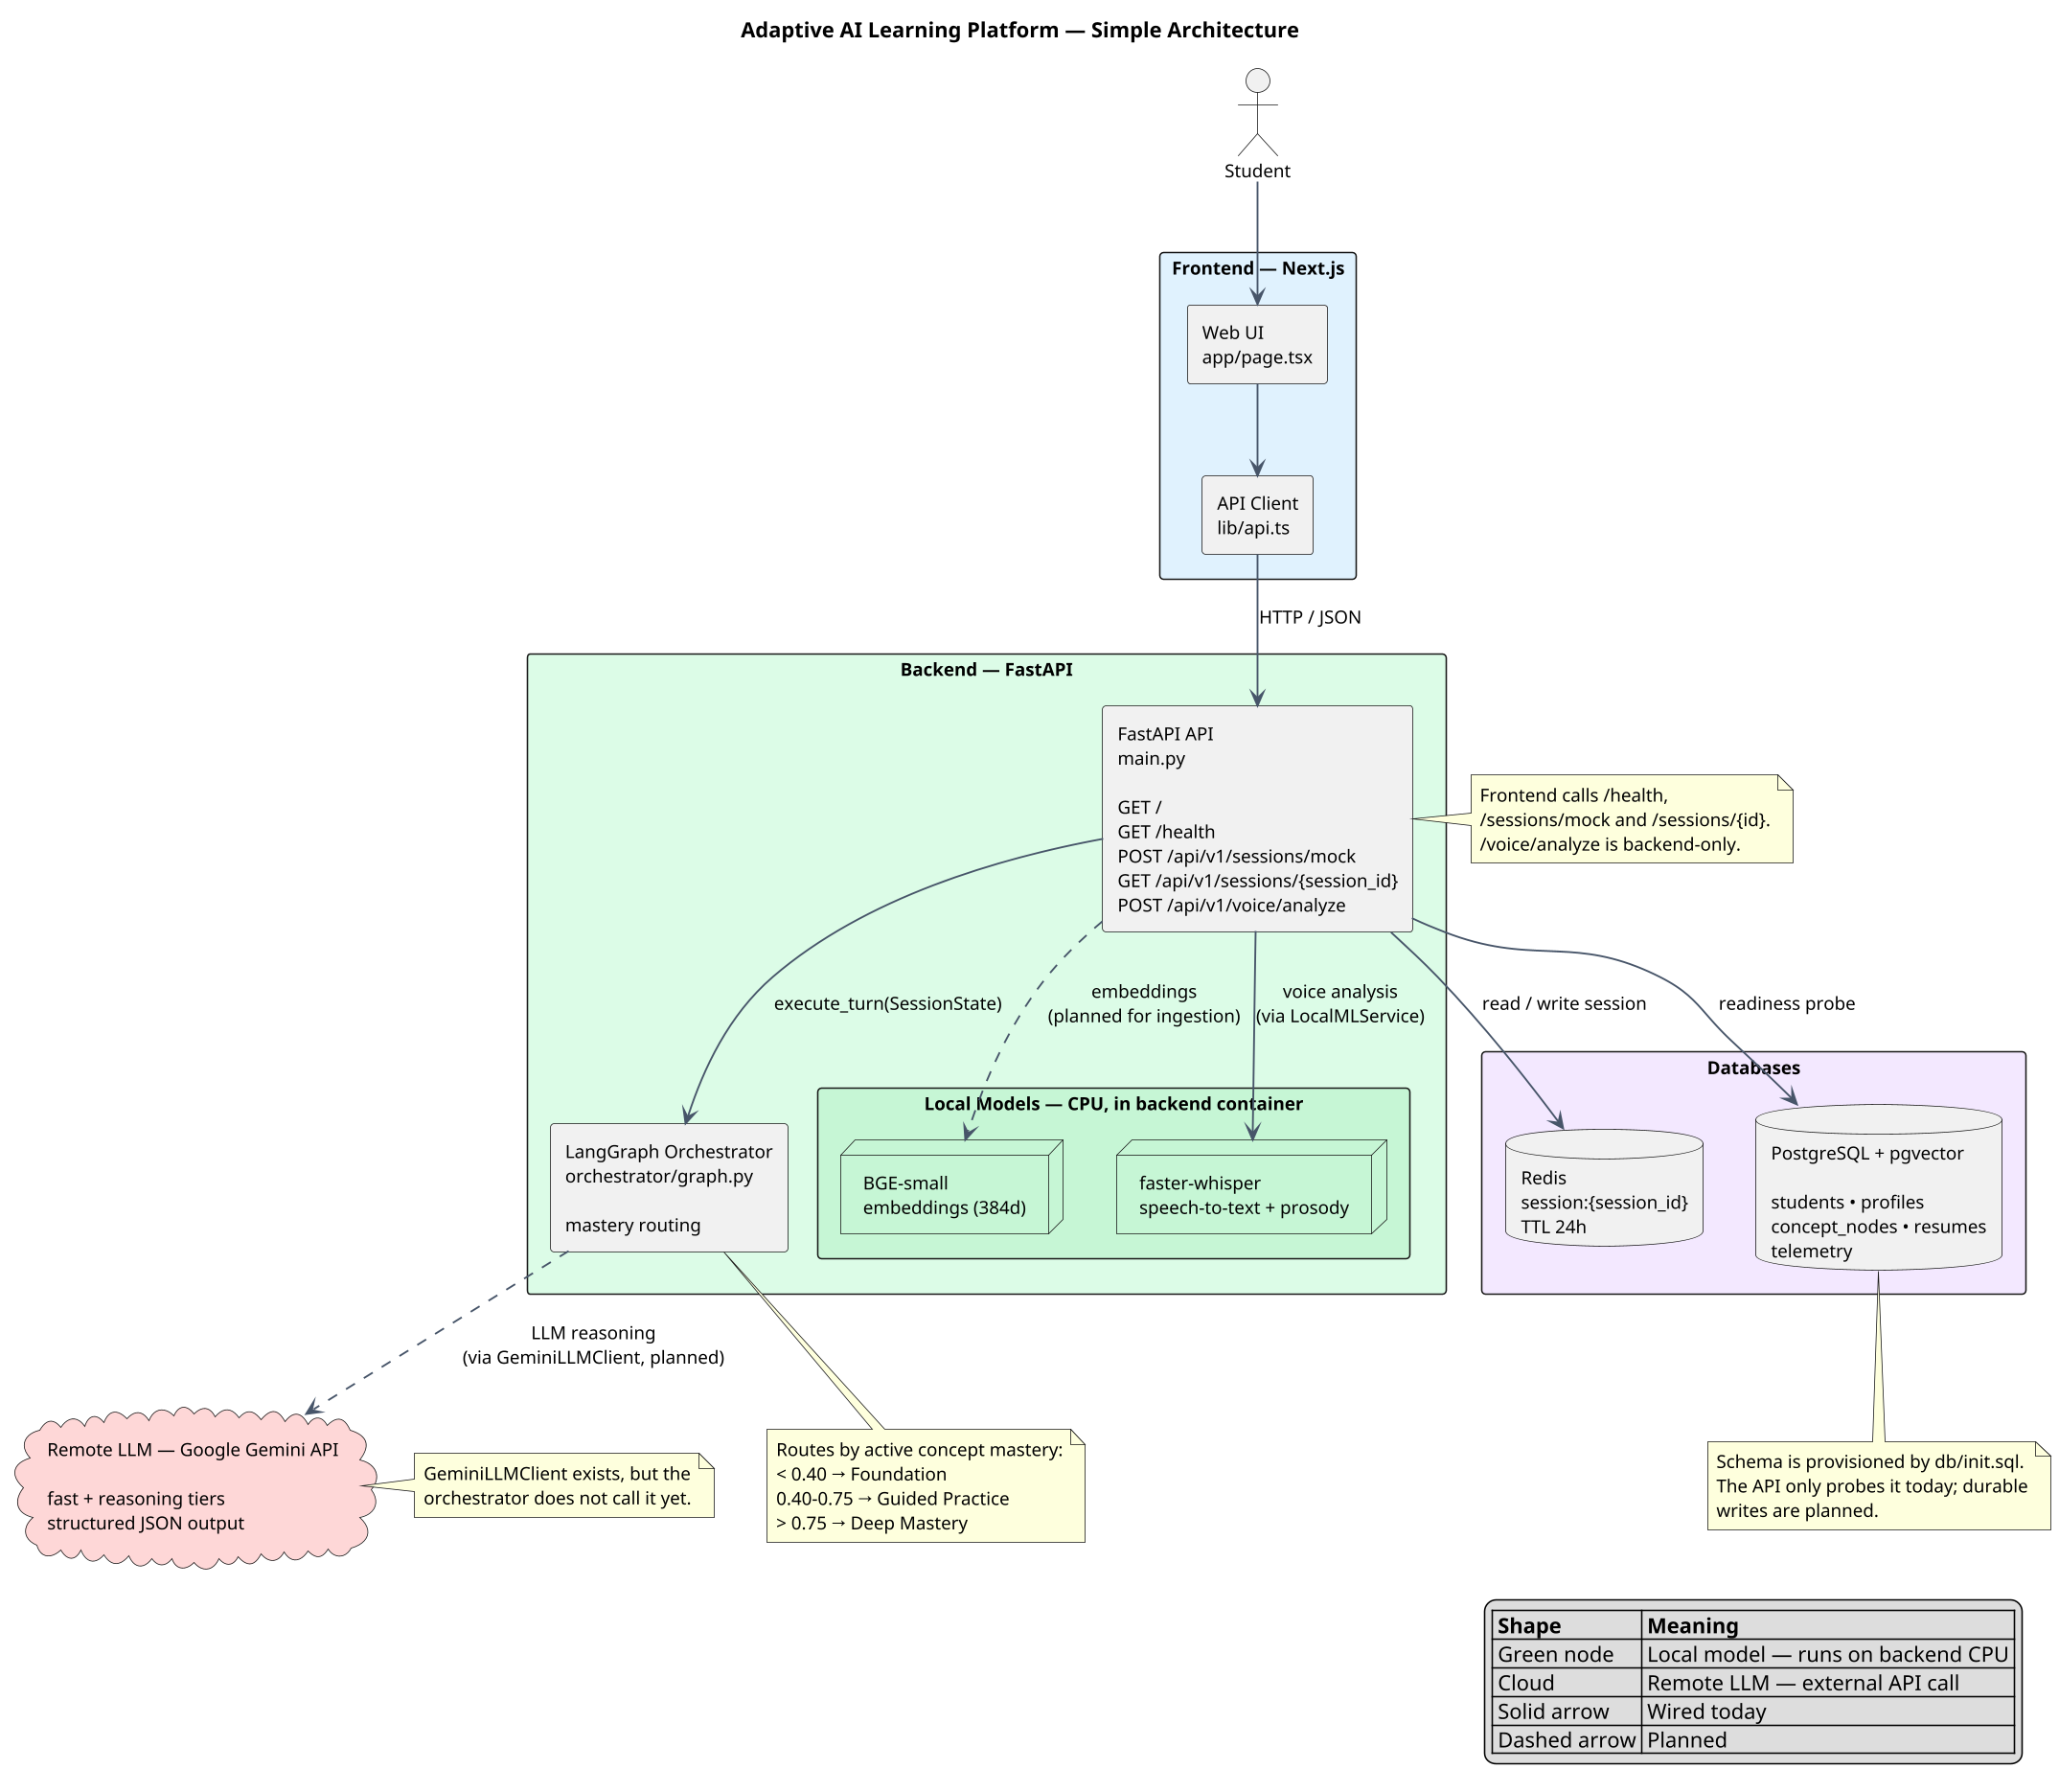 Adaptive AI Learning Platform — Simple Architecture
Student
Frontend — Next.js
Web UI
app/page.tsx
API Client
lib/api.ts
HTTP / JSON
Backend — FastAPI
FastAPI API
main.py
GET /
GET /health
POST /api/v1/sessions/mock
GET /api/v1/sessions/{session_id}
POST /api/v1/voice/analyze
Frontend calls /health,
/sessions/mock and /sessions/{id}.
/voice/analyze is backend-only.
execute_turn(SessionState)
embeddings
(planned for ingestion)
voice analysis
(via LocalMLService)
read / write session
readiness probe
LangGraph Orchestrator
orchestrator/graph.py
mastery routing
Local Models — CPU, in backend container
BGE-small
embeddings (384d)
faster-whisper
speech-to-text + prosody
Databases
Redis
session:{session_id}
TTL 24h
PostgreSQL + pgvector
students • profiles
concept_nodes • resumes
telemetry
LLM reasoning
(via GeminiLLMClient, planned)
Remote LLM — Google Gemini API
fast + reasoning tiers
structured JSON output
GeminiLLMClient exists, but the
orchestrator does not call it yet.
Routes by active concept mastery:
< 0.40 → Foundation
0.40-0.75 → Guided Practice
> 0.75 → Deep Mastery
Schema is provisioned by db/init.sql.
The API only probes it today; durable
writes are planned.
Shape Meaning
Green node Local model — runs on backend CPU
Cloud Remote LLM — external API call
Solid arrow Wired today
Dashed arrow Planned